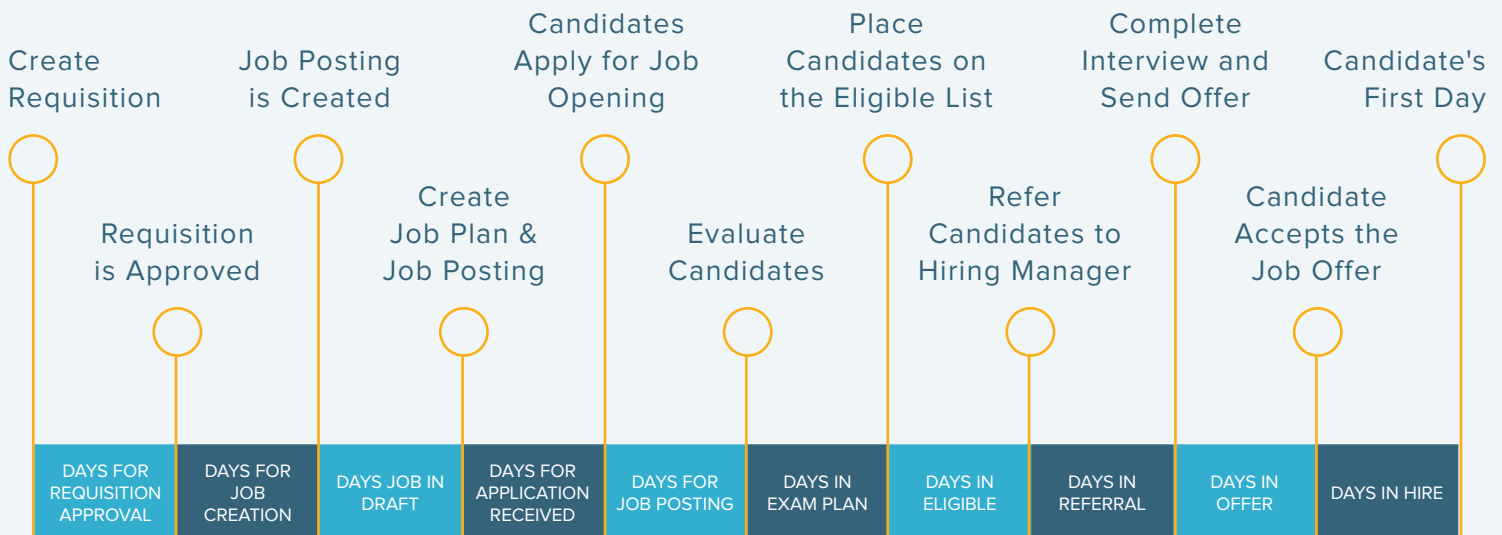 Create
Requisition
Requisition
is Approved
Job Posting
is Created
Create
Job Plan &
Job Posting
Candidates
Apply for Job
Opening
Evaluate
Candidates
Place
Candidates on
the Eligible List
Refer
Candidates to
Hiring Manager
Complete
Interview and
Send Offer
Candidate
Accepts the
Job Offer
Candidate's
First Day
DAYS FOR
REQUISITION
APPROVAL
DAYS FOR
JOB
CREATION
DAYS JOB IN
DRAFT
DAYS FOR
APPLICATION
RECEIVED
DAYS FOR
JOB POSTING
DAYS IN
EXAM PLAN
DAYS IN
ELIGIBLE
DAYS IN
REFERRAL
DAYS IN
OFFER
DAYS IN HIRE